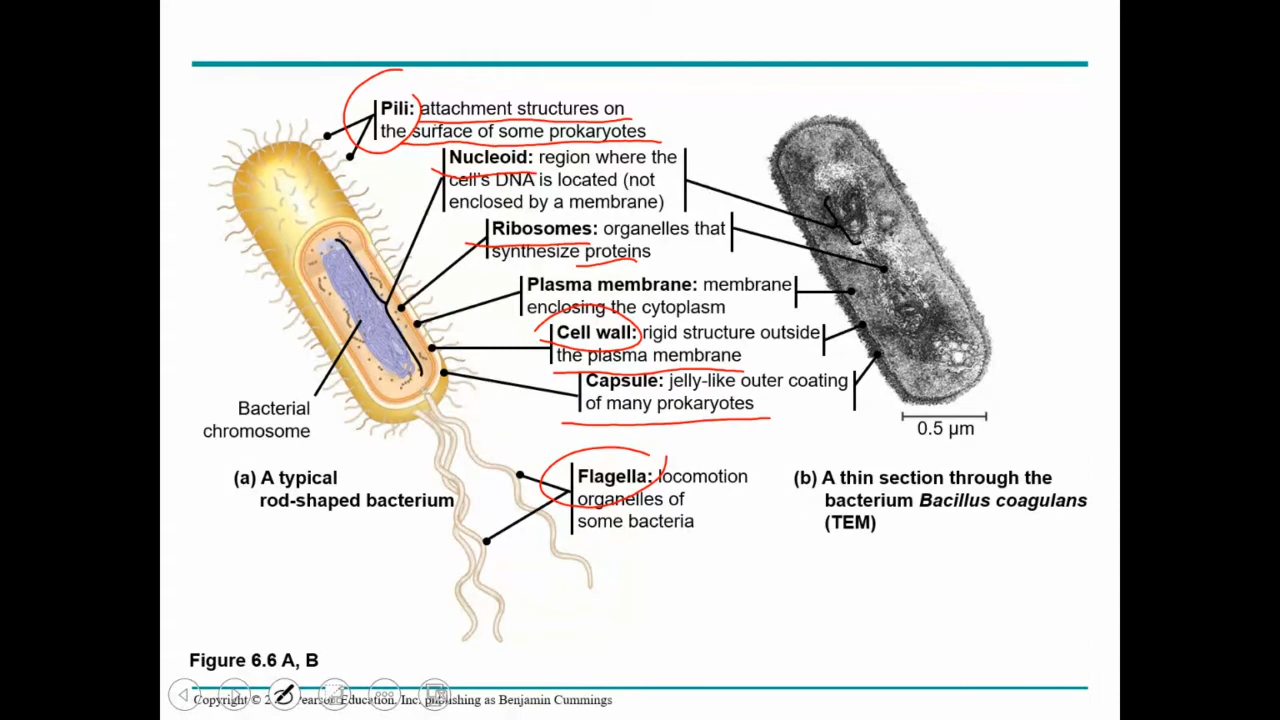 Pili: attachment structures on
the surface of some prokaryotes
Nucleoid: region where the
cell's DNA is located (not
enclosed by a membrane)
Ribosomes: organelles that
synthesize proteins
Plasma membrane: membrane
enclosing the cytoplasm
Cell wall: rigid structure outside
the plasma membrane
Capsule: jelly-like outer coating
of many prokaryotes
Bacterial
chromosome
0.5 μm
(a) A typical
rod-shaped bacterium
Flagella: locomotion
organelles of
some bacteria
(b) A thin section through the
bacterium Bacillus coagulans
(TEM)
Figure 6.6 A, B
Copyright © Education, Inc. publishing as Benjamin Cummings